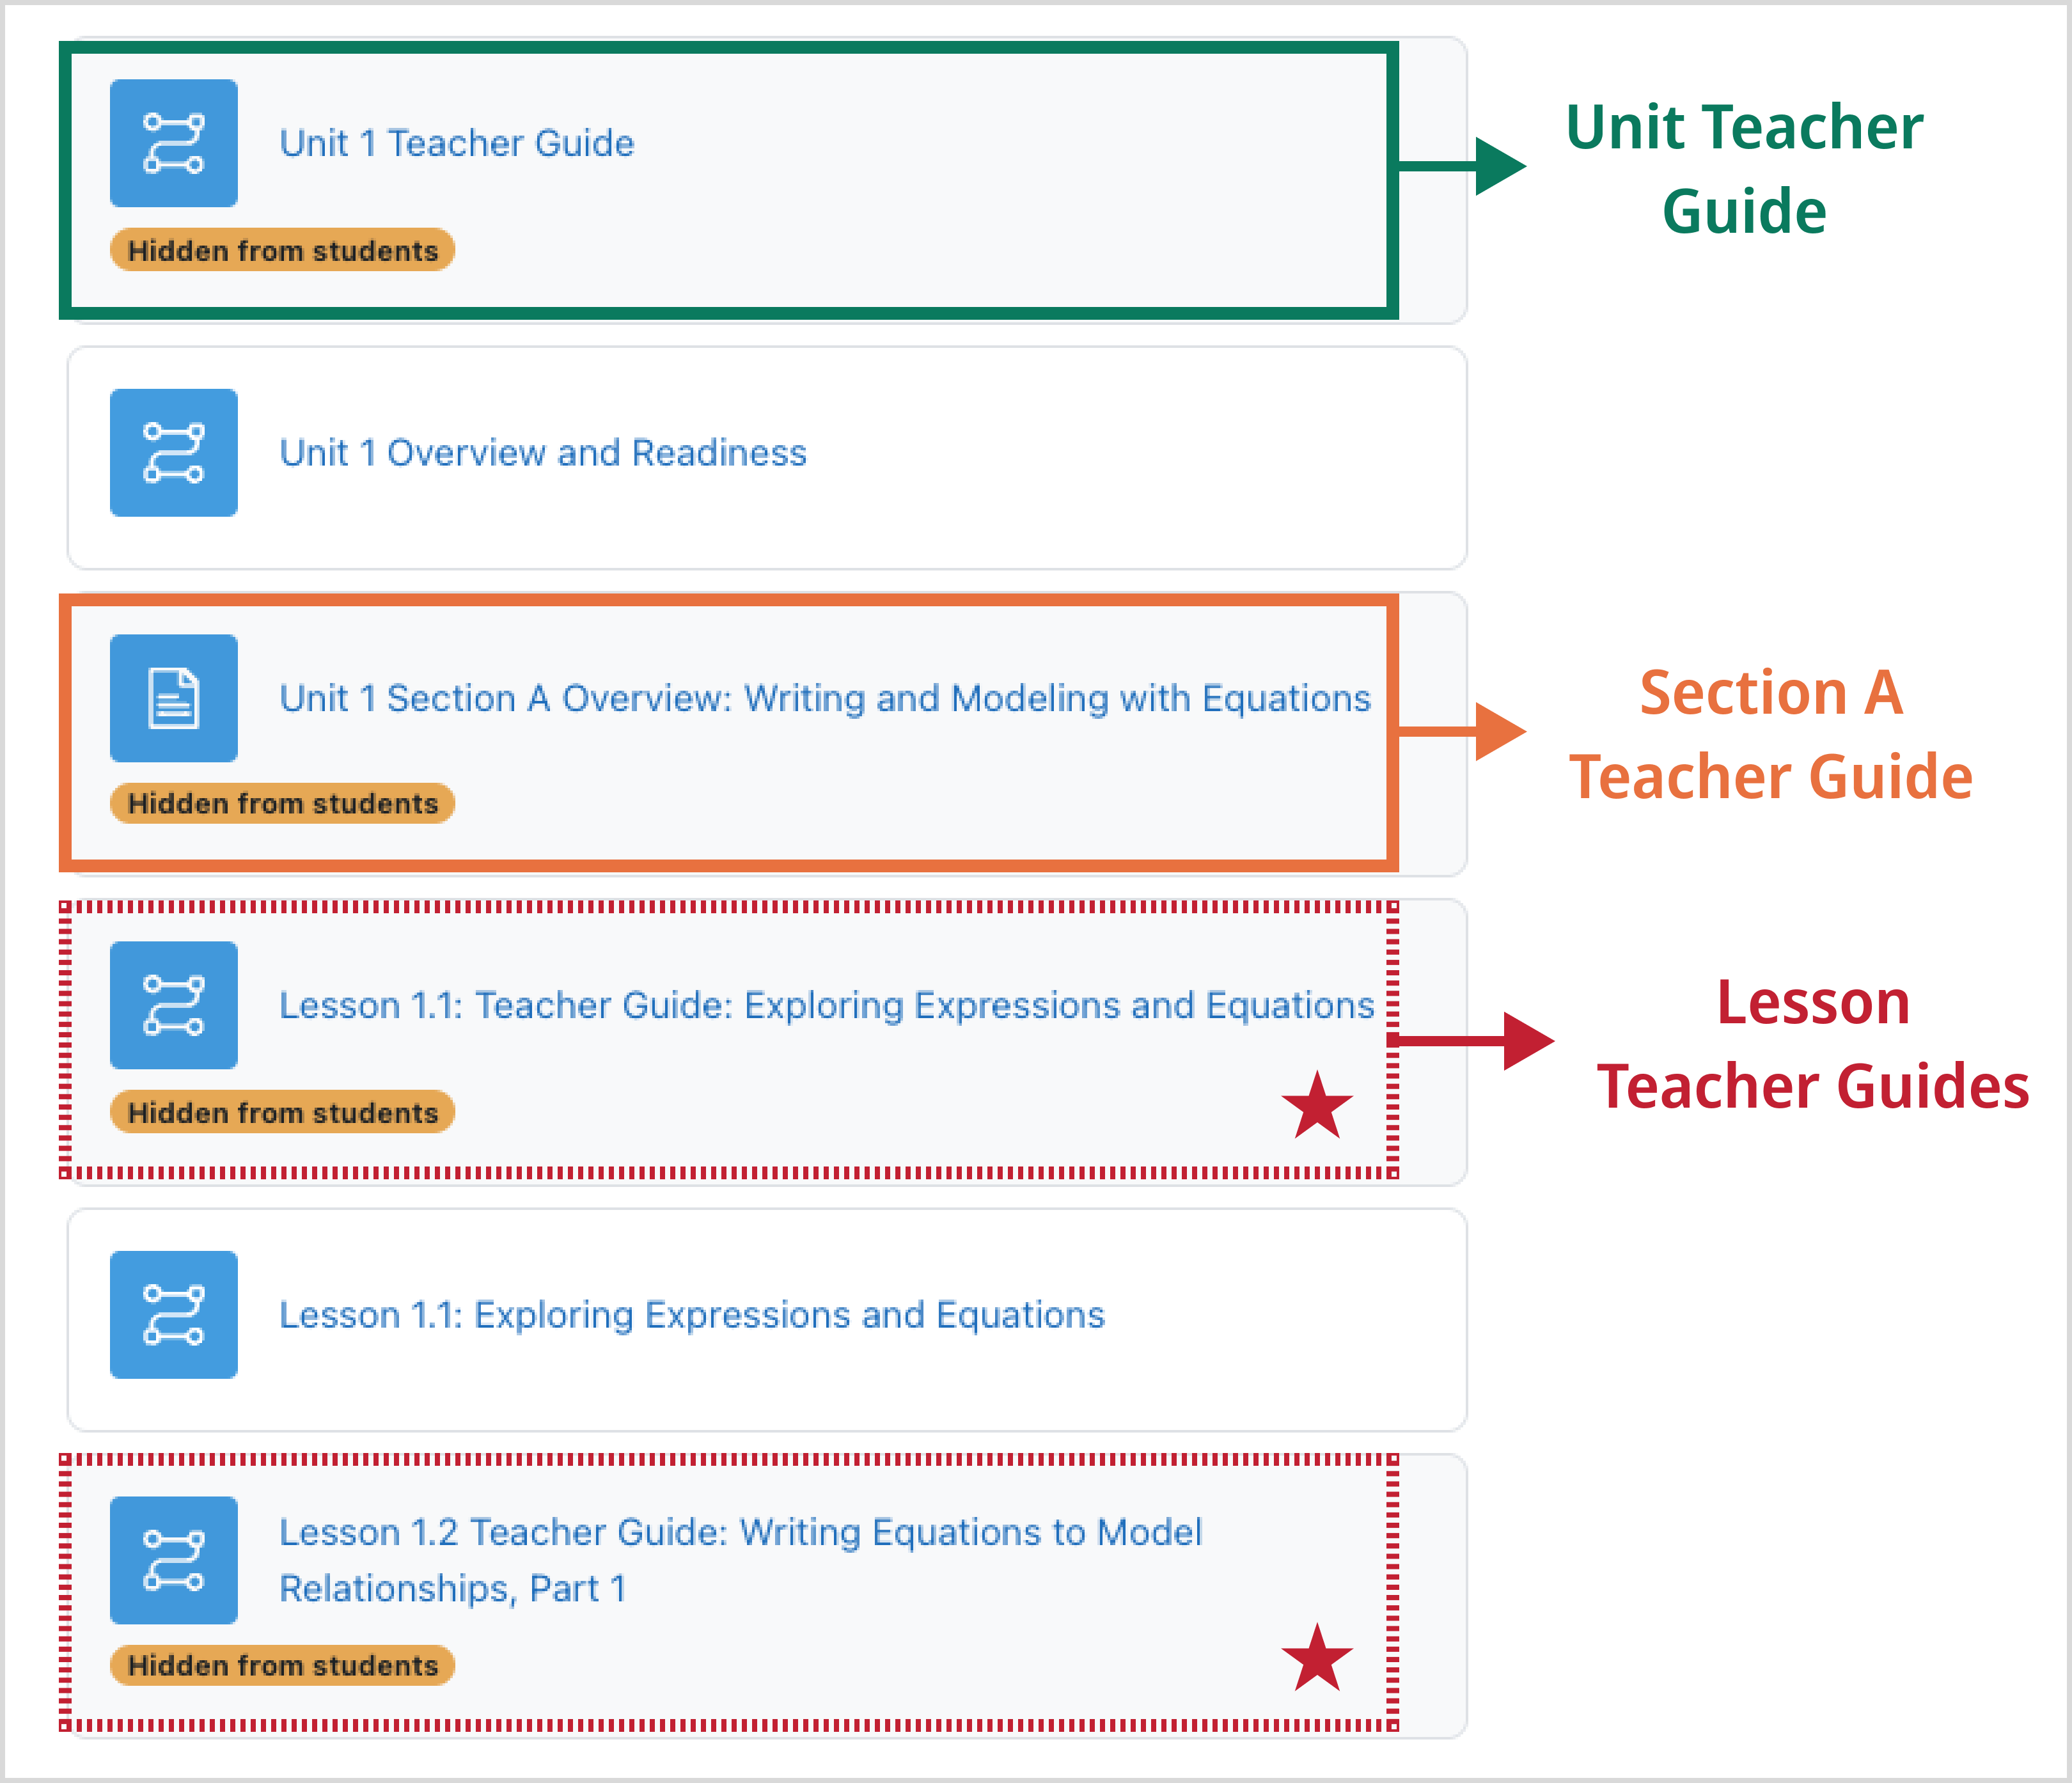 Unit 1 Teacher Guide
Hidden from students
Unit Teacher
Guide
Unit 1 Overview and Readiness
Unit 1 Section A Overview: Writing and Modeling with Equations
Hidden from students
Section A
Teacher Guide
Lesson 1.1: Teacher Guide: Exploring Expressions and Equations
Hidden from students
Lesson
Teacher Guides
Lesson 1.1: Exploring Expressions and Equations
Lesson 1.2 Teacher Guide: Writing Equations to Model
Relationships, Part 1
Hidden from students